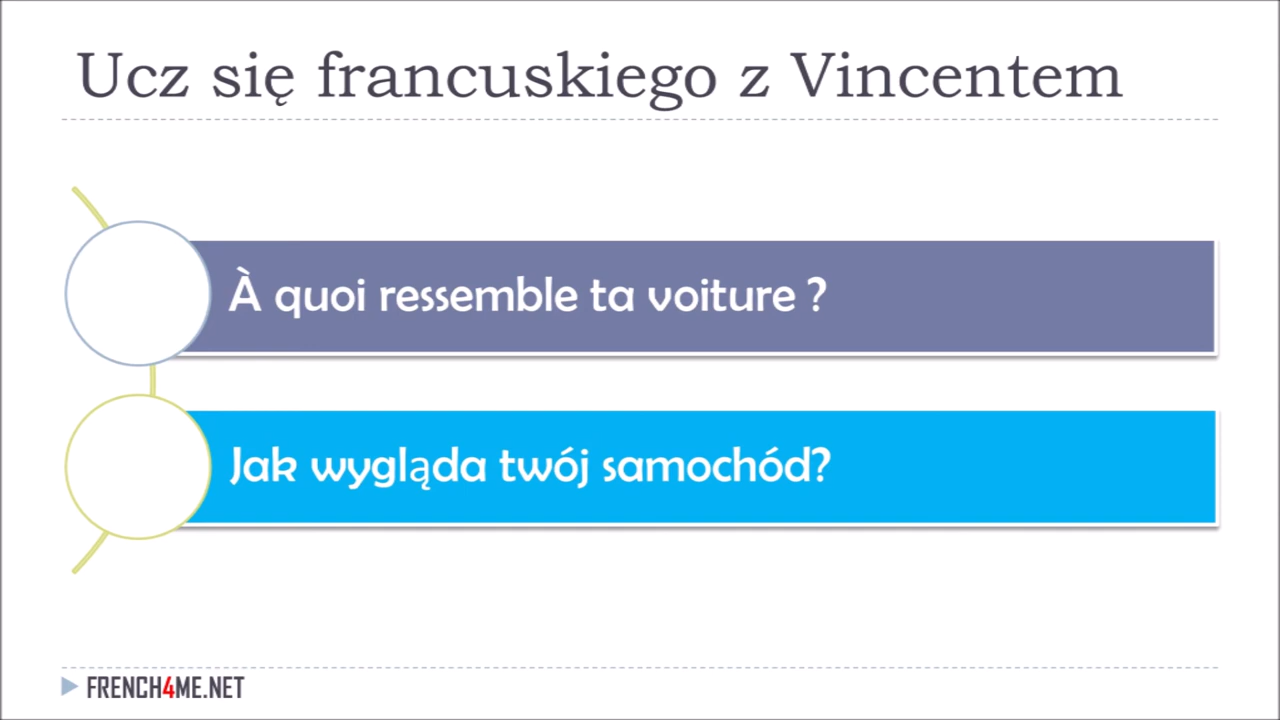 Ucz się francuskiego z Vincentem
À quoi ressemble ta voiture ?
Jak wygląda twój samochód?
FRENCH4ME.NET